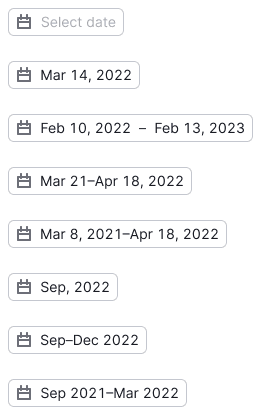 Select date
Mar 14, 2022
Feb 10, 2022 – Feb 13, 2023
Mar 21–Apr 18, 2022
Mar 8, 2021–Apr 18, 2022
Sep, 2022
Sep–Dec 2022
Sep 2021–Mar 2022